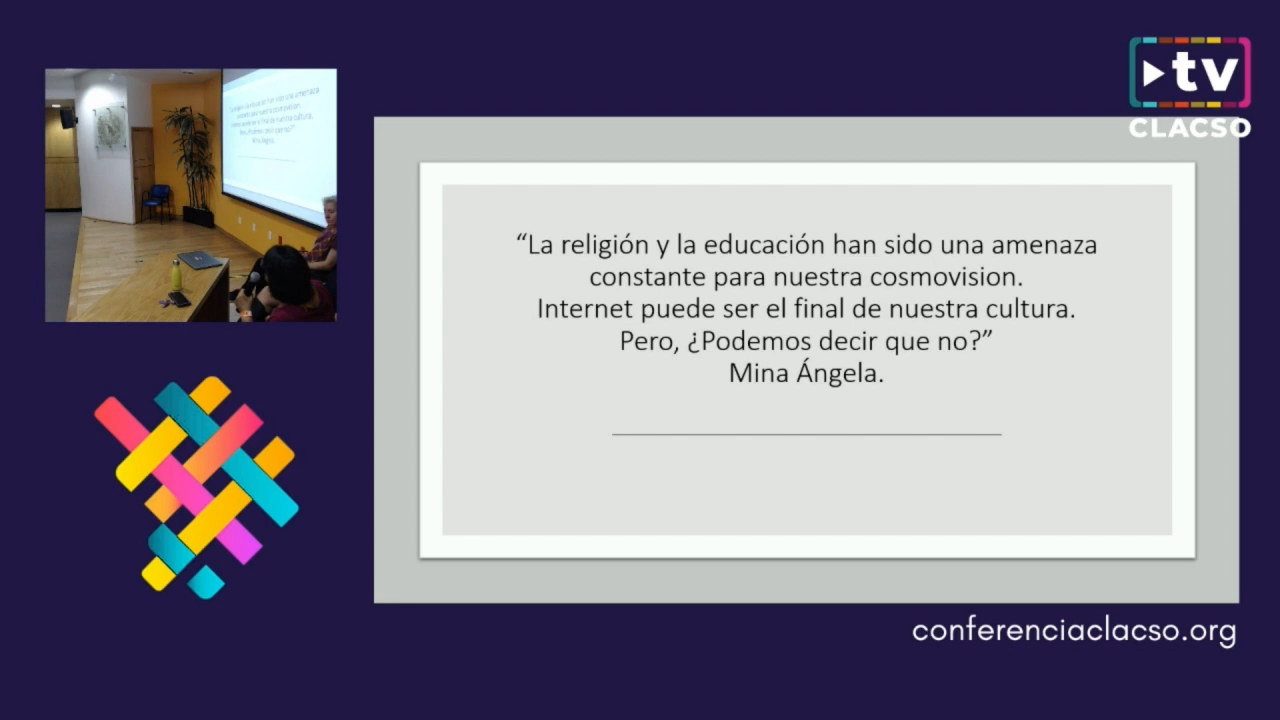 tv
CLACSO
“La religión y la educación han sido una amenaza
constante para nuestra cosmovision.
Internet puede ser el final de nuestra cultura.
Pero, ¿Podemos decir que no?”
Mina Ángela.
conferenciaclacso.org